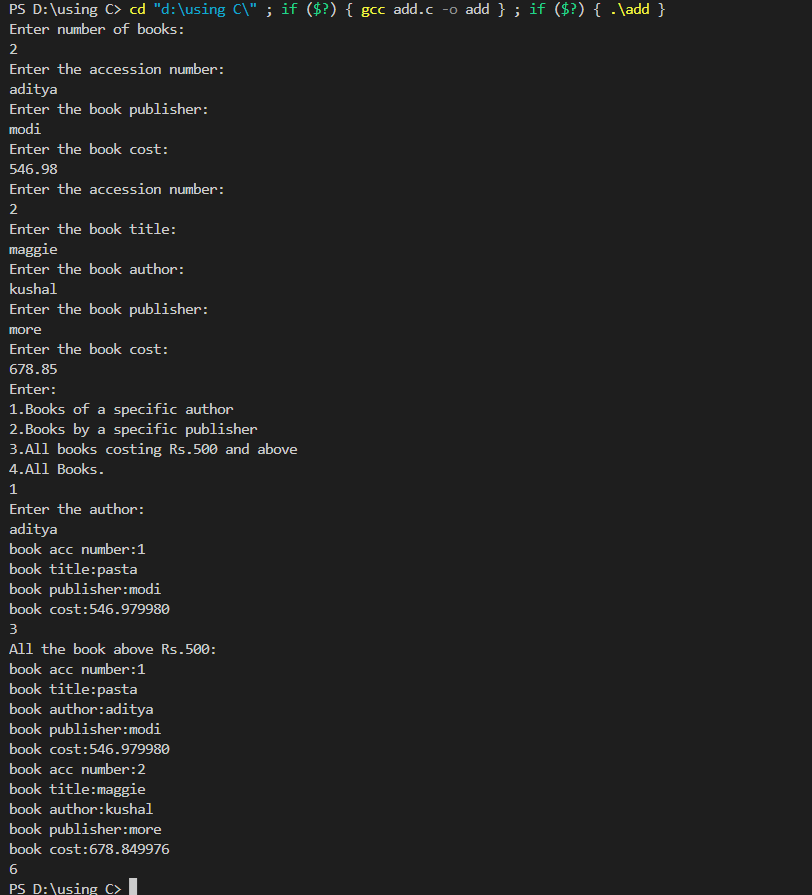 PS D:\using C> cd "d:\using C\" ; if ($?) { gcc add.c -o add } ; if ($?) { .\add }
Enter number of books:
2
Enter the accession number:
aditya
Enter the book publisher:
modi
Enter the book cost:
546.98
Enter the accession number:
2
Enter the book title:
maggie
Enter the book author:
kushal
Enter the book publisher:
more
Enter the book cost:
678.85
Enter:
1.Books of a specific author
2.Books by a specific publisher
3.All books costing Rs.500 and above
4.All Books.
1
Enter the author:
aditya
book acc number:1
book title:pasta
book publisher:modi
book cost:546.979980
3
All the book above Rs.500:
book acc number:1
book title:pasta
book author:aditya
book publisher:modi
book cost:546.979980
book acc number:2
book title:maggie
book author:kushal
book publisher:more
book cost:678.849976
6
PS D:\using C>